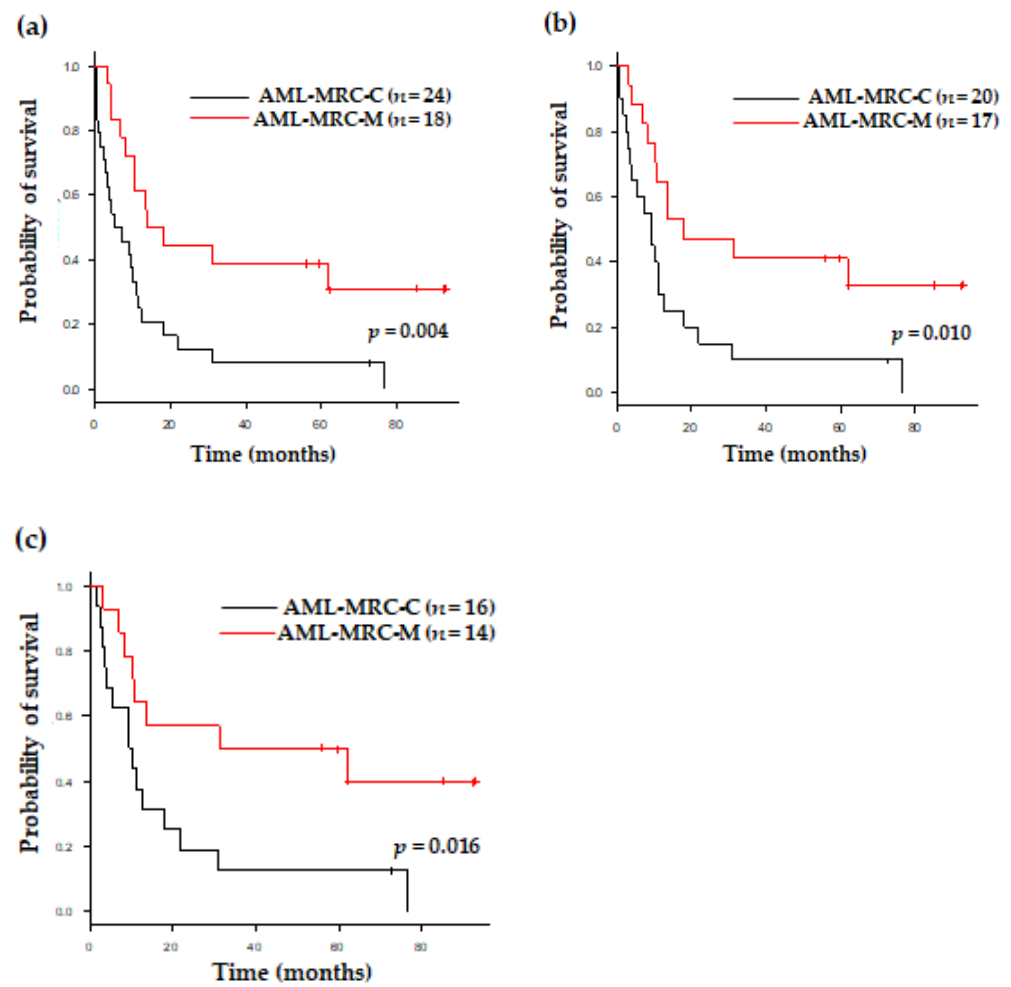 (a)
AML-MRC-C (n = 24)
AML-MRC-M (n = 18)
Probability of survival
1.0
0.8
0.6
0.4
0.2
0.0
p = 0.004
0 20 40 60 80
Time (months)
(b)
AML-MRC-C (n = 20)
AML-MRC-M (n = 17)
Probability of survival
1.0
0.8
0.6
0.4
0.2
0.0
p = 0.010
0 20 40 60 80
Time (months)
(c)
AML-MRC-C (n = 16)
AML-MRC-M (n = 14)
Probability of survival
1.0
0.8
0.6
0.4
0.2
0.0
p = 0.016
0 20 40 60 80
Time (months)